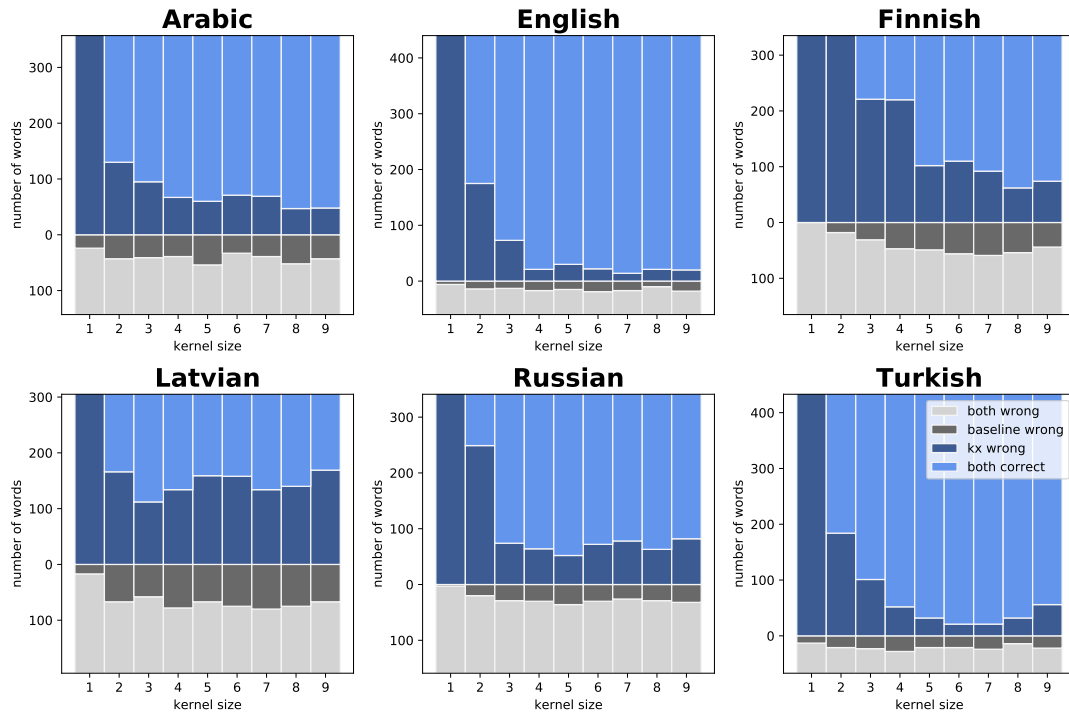 Arabic
number of words
300
200
100
0
100
1 2 3 4 5 6 7 8 9
kernel size
English
number of words
400
300
200
100
0
1 2 3 4 5 6 7 8 9
kernel size
Finnish
number of words
300
200
100
0
100
1 2 3 4 5 6 7 8 9
kernel size
Latvian
number of words
300
200
100
0
100
1 2 3 4 5 6 7 8 9
kernel size
Russian
number of words
300
200
100
0
100
1 2 3 4 5 6 7 8 9
kernel size
Turkish
number of words
400
300
200
100
0
both wrong
baseline wrong
kx wrong
both correct
1 2 3 4 5 6 7 8 9
kernel size